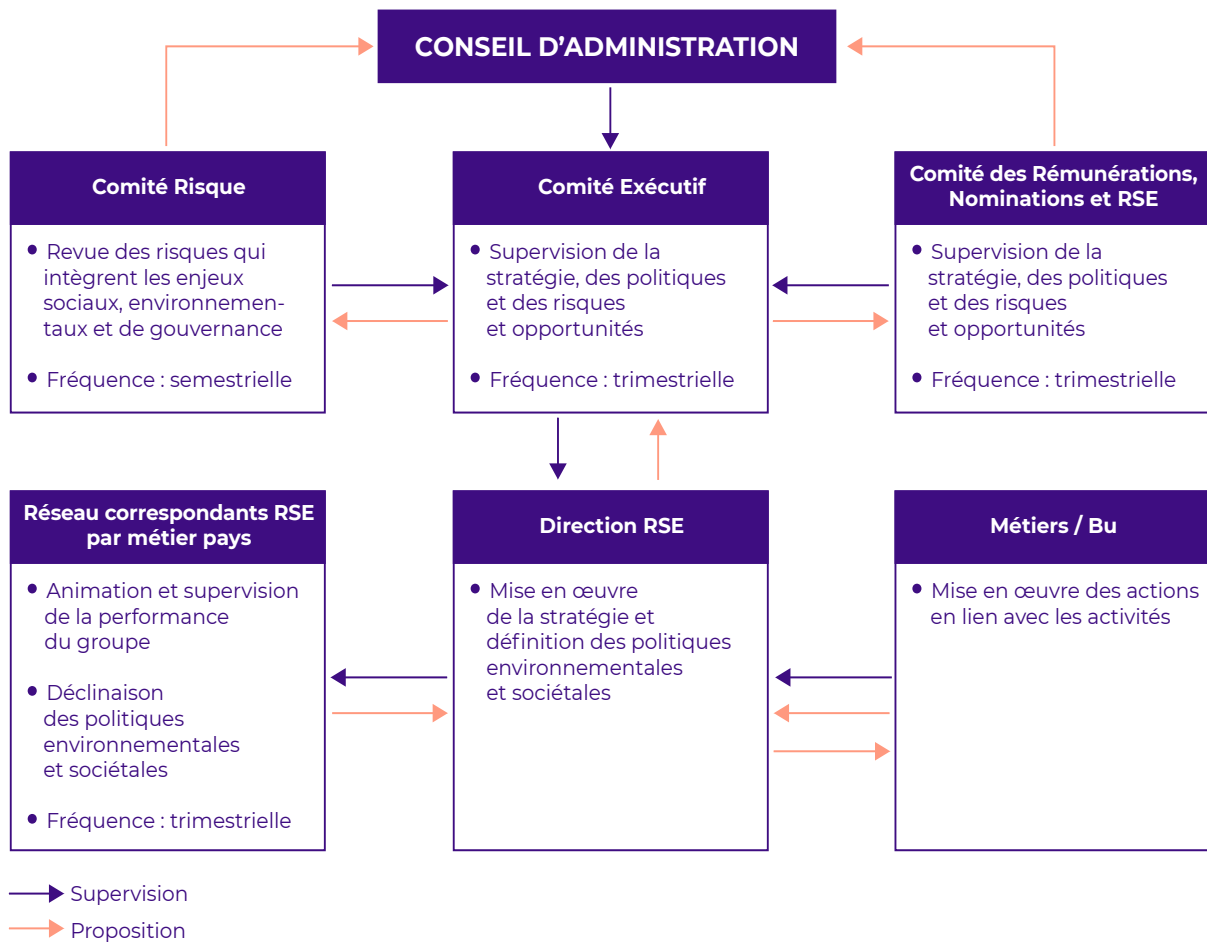 CONSEIL D'ADMINISTRATION
Comité Risque
• Revue des risques qui
intègrent les enjeux
sociaux, environnemen-
taux et de gouvernance
• Fréquence : semestrielle
Comité Exécutif
• Supervision de la
stratégie, des politiques
et des risques
et opportunités
• Fréquence : trimestrielle
Comité des Rémunérations,
Nominations et RSE
• Supervision de la
stratégie, des politiques
et des risques
et opportunités
• Fréquence : trimestrielle
Réseau correspondants RSE
par métier pays
• Animation et supervision
de la performance
du groupe
• Déclinaison
des politiques
environnementales
et sociétales
• Fréquence : trimestrielle
Direction RSE
• Mise en œuvre
de la stratégie et
définition des politiques
environnementales
et sociétales
Métiers / Bu
• Mise en œuvre des actions
en lien avec les activités
Supervision
Proposition